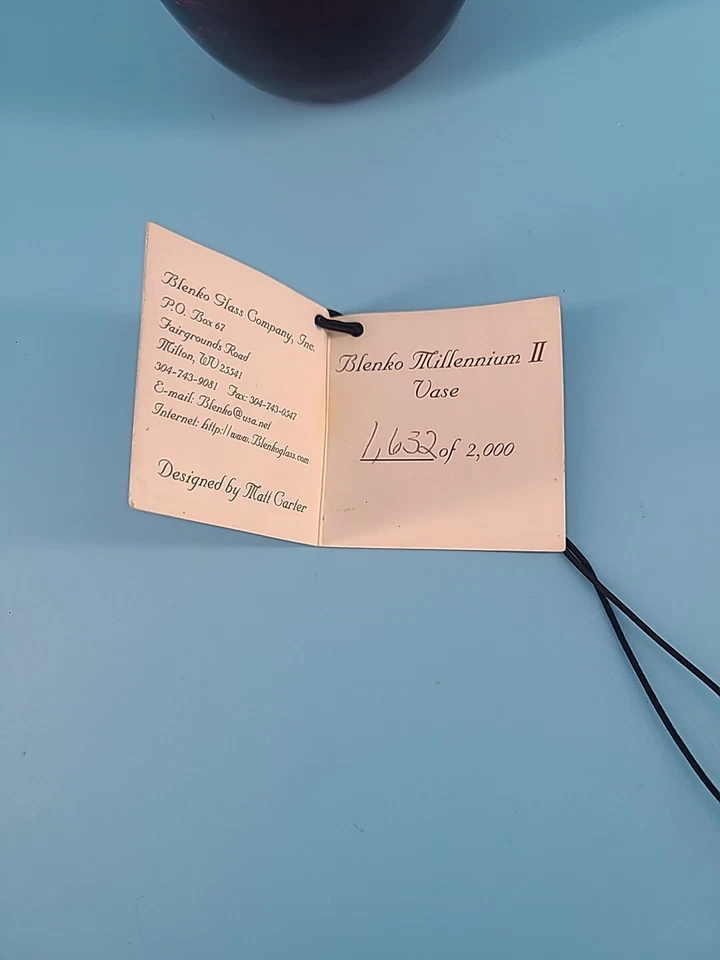 Blenko Glass Company, Inc.
P.O. Box 67
Fairgrounds Road
Milton, WV 25541
304-743-9081 Fax: 304-743-0547
E-mail: Blenko@usa.net
Internet: http://www.Blenkoglass.com
Designed by Matt Carter
Blenko Millennium II
Vase
1,632 of 2,000